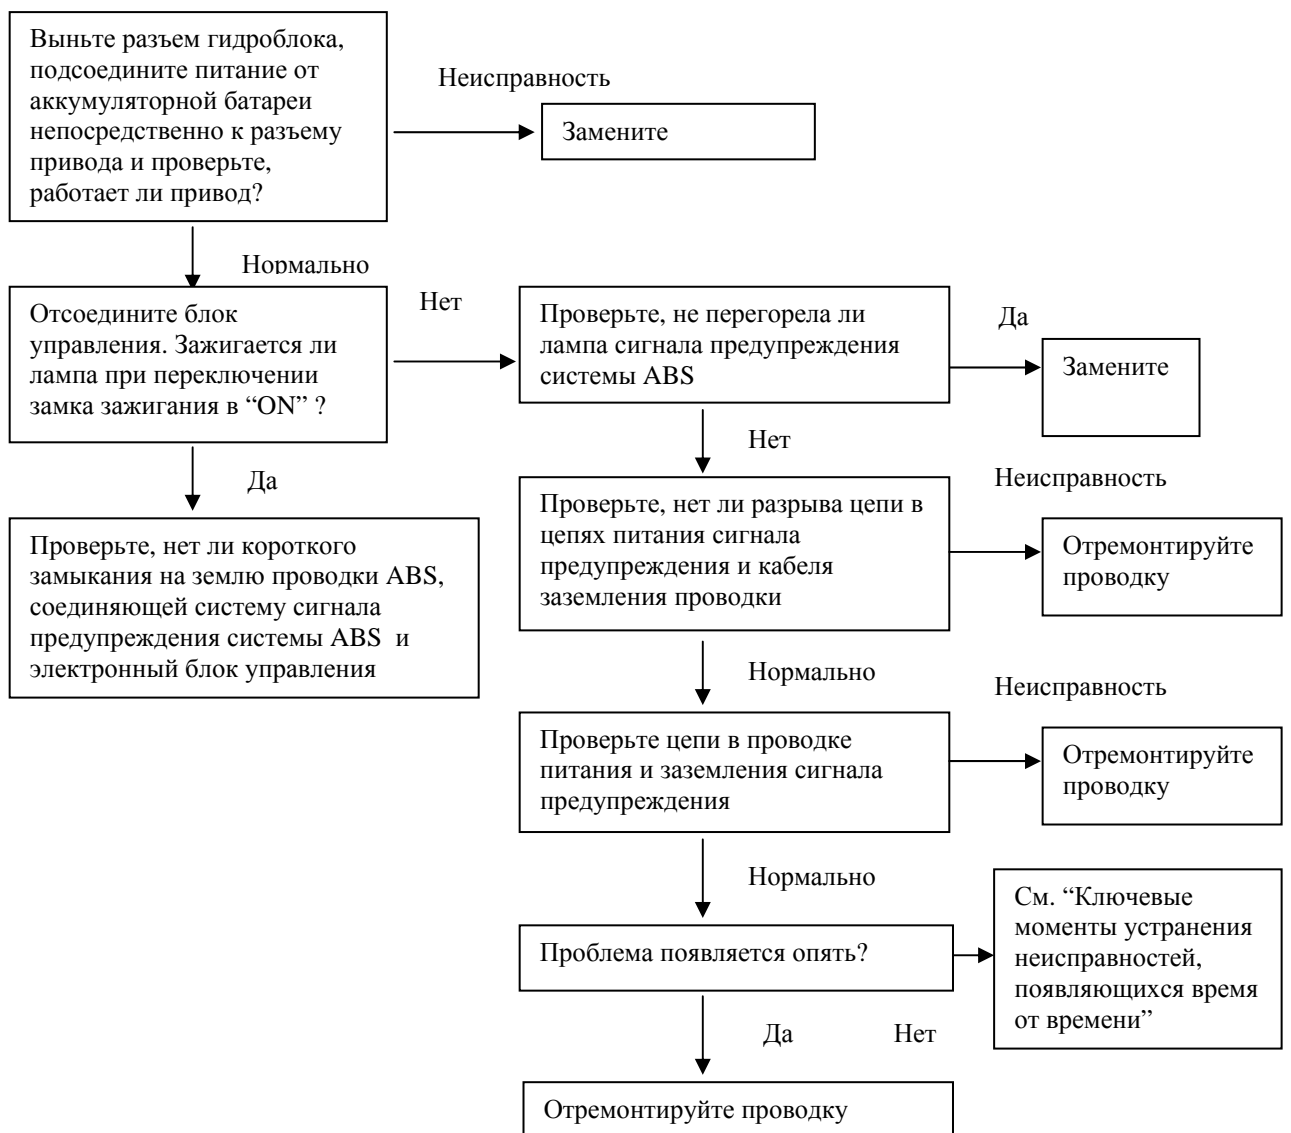 Выньте разъем гидроблока,
подсоедините питание от
аккумуляторной батареи
непосредственно к разъему
привода и проверьте,
работает ли привод?
Неисправность
Замените
Нормально
Отсоедините блок
управления. Зажигается ли
лампа при переключении
замка зажигания в “ON” ?
Нет
Проверьте, не перегорела ли
лампа сигнала предупреждения
системы ABS
Да
Замените
Да
Проверьте, нет ли короткого
замыкания на землю проводки ABS,
соединяющей систему сигнала
предупреждения системы ABS и
электронный блок управления
Нет
Проверьте, нет ли разрыва цепи в
цепях питания сигнала
предупреждения и кабеля
заземления проводки
Неисправность
Отремонтируйте
проводку
Нормально
Проверьте цепи в проводке
питания и заземления сигнала
предупреждения
Неисправность
Отремонтируйте
проводку
Нормально
Проблема появляется опять?
См. “Ключевые
моменты устранения
неисправностей,
появляющихся время
от времени”
Да
Нет
Отремонтируйте проводку